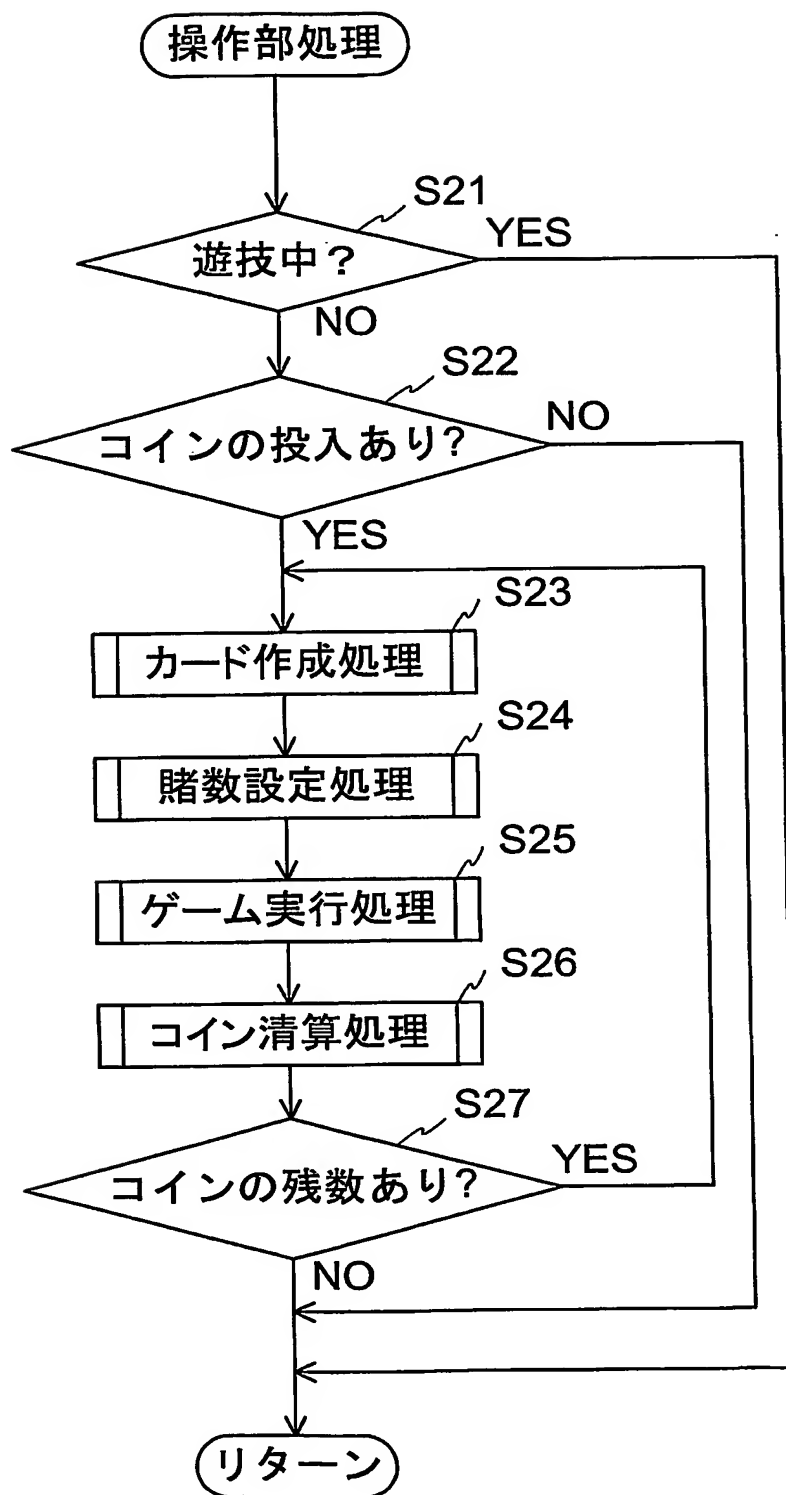 操作部処理
S21
遊技中？
YES
NO
S22
コインの投入あり？
NO
YES
S23
カード作成処理
S24
賭数設定処理
S25
ゲーム実行処理
S26
コイン清算処理
S27
コインの残数あり？
YES
NO
リターン